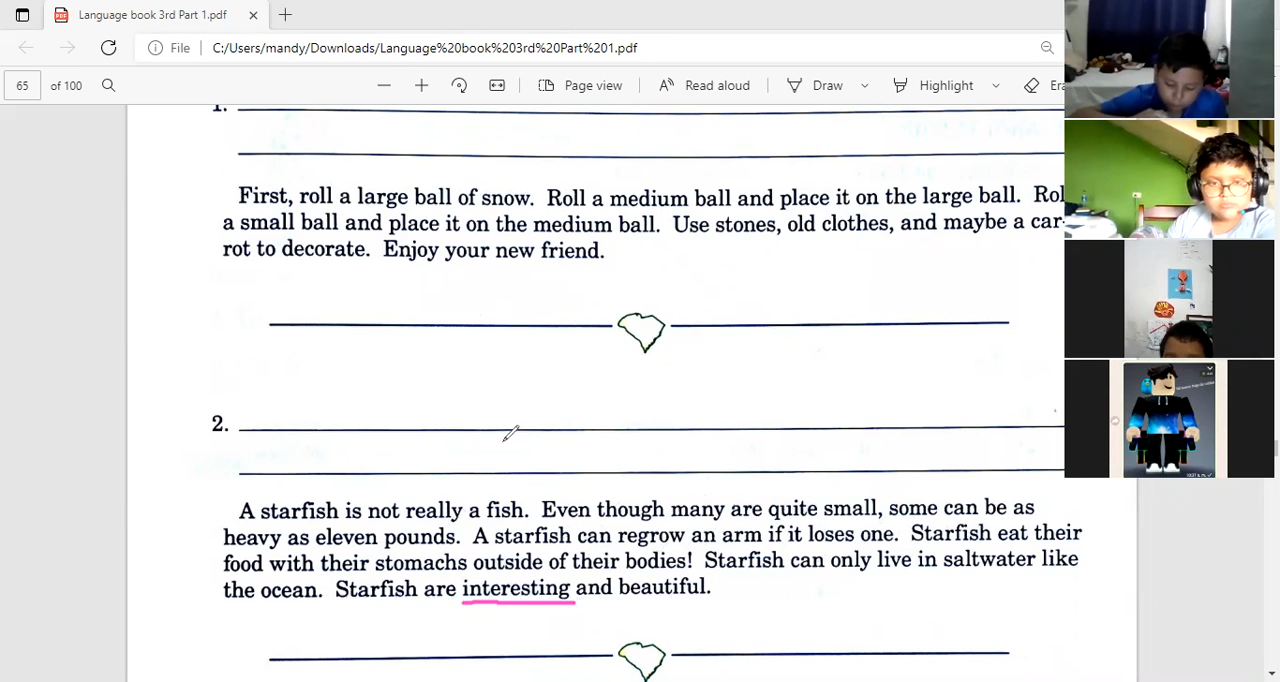 Language book 3rd Part 1.pdf
File C:/Users/mandy/Downloads/Language%20book%203rd%20Part%201.pdf
65 of 100 Page view Read aloud Draw Highlight Era
1.
First, roll a large ball of snow. Roll a medium ball and place it on the large ball. Rol
a small ball and place it on the medium ball. Use stones, old clothes, and maybe a car-
rot to decorate. Enjoy your new friend.
2.
A starfish is not really a fish. Even though many are quite small, some can be as
heavy as eleven pounds. A starfish can regrow an arm if it loses one. Starfish eat their
food with their stomachs outside of their bodies! Starfish can only live in saltwater like
the ocean. Starfish are interesting and beautiful.